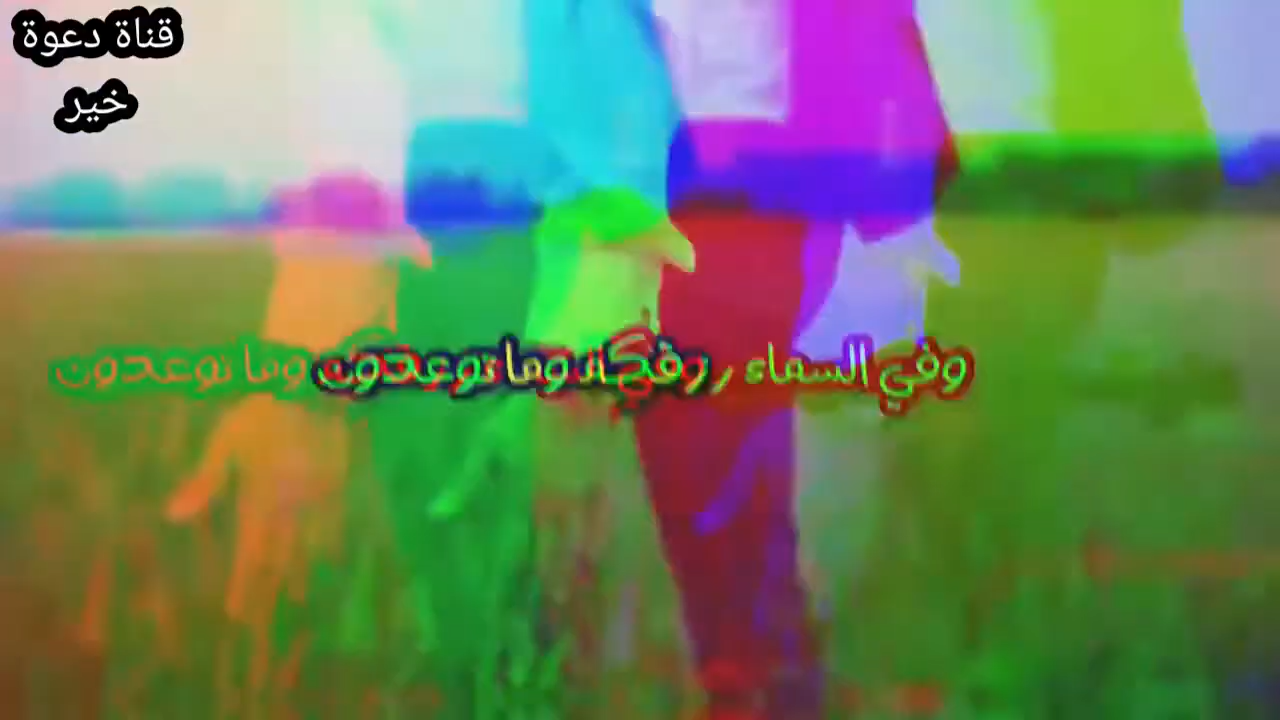 قناة دعوة
خير
وفي السماء وما توعدون